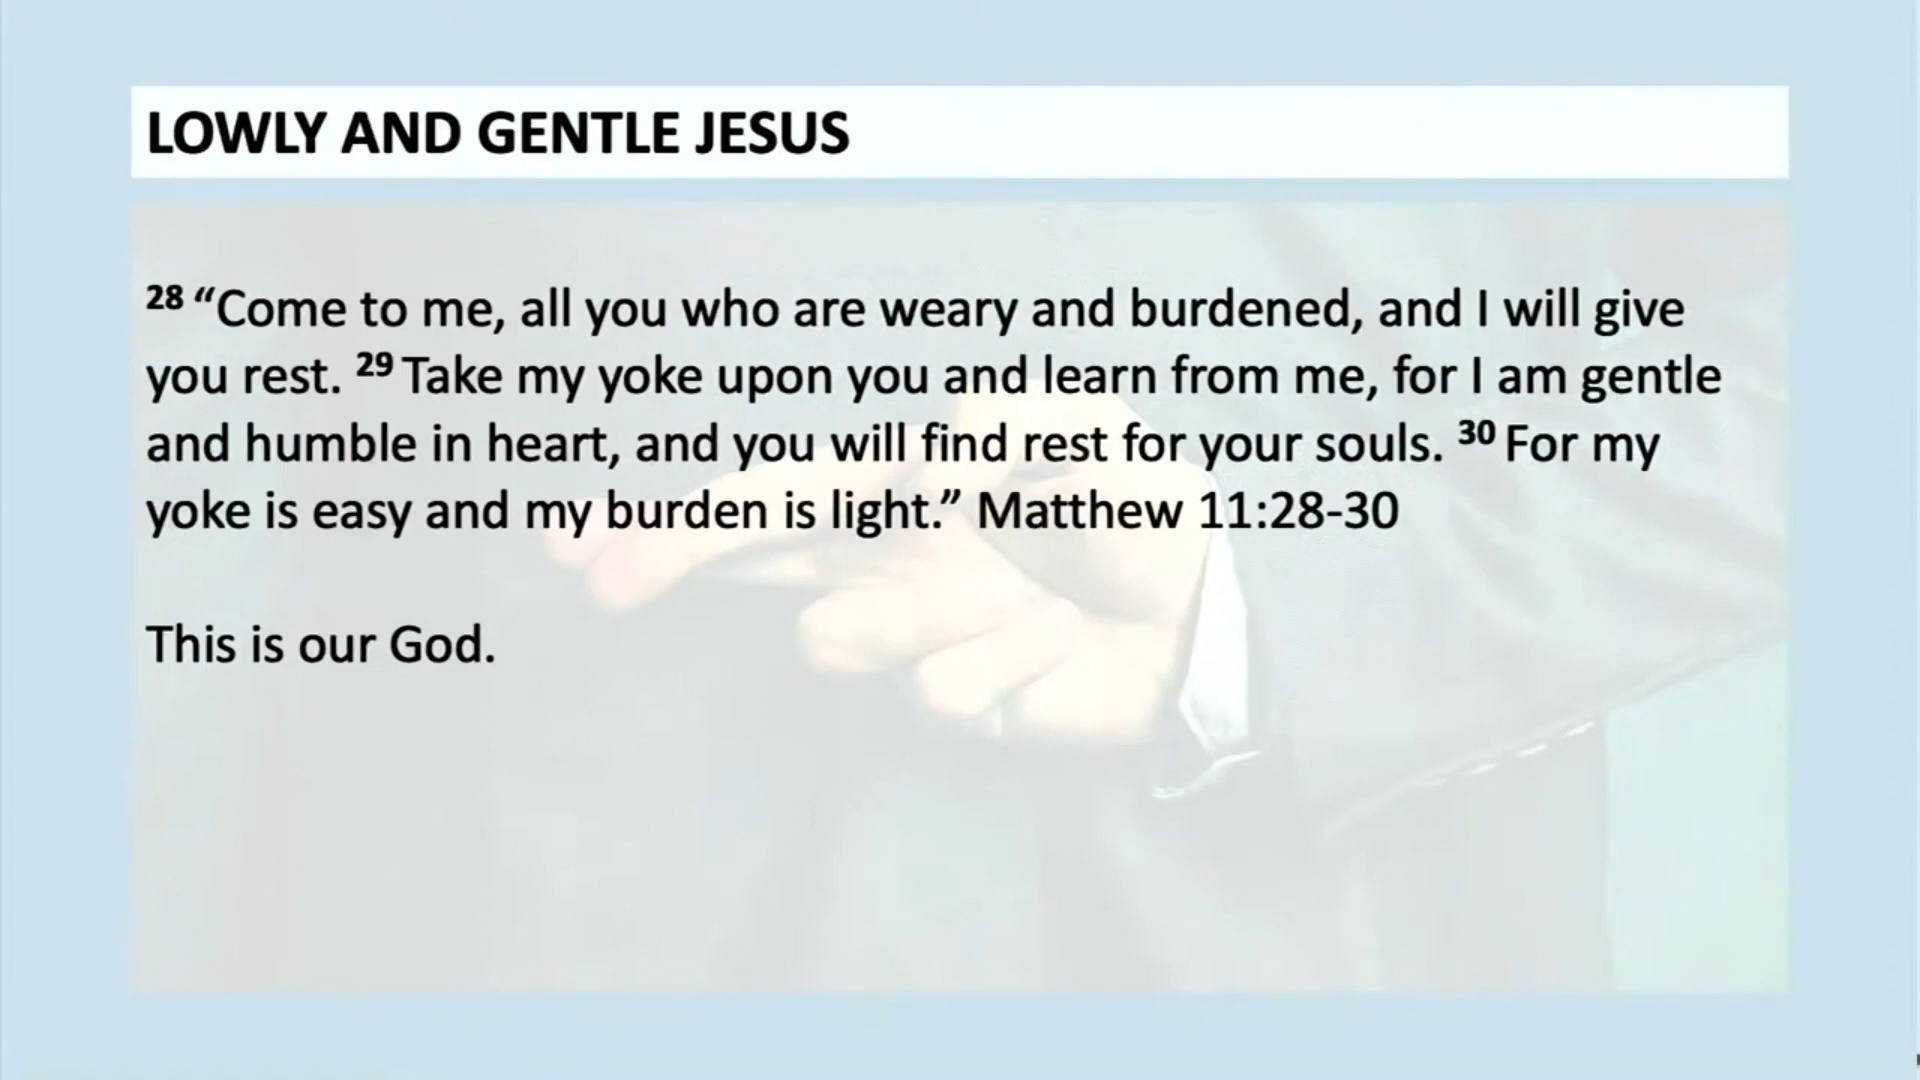 LOWLY AND GENTLE JESUS
28 “Come to me, all you who are weary and burdened, and I will give
you rest. 29 Take my yoke upon you and learn from me, for I am gentle
and humble in heart, and you will find rest for your souls. 30 For my
yoke is easy and my burden is light.” Matthew 11:28-30
This is our God.